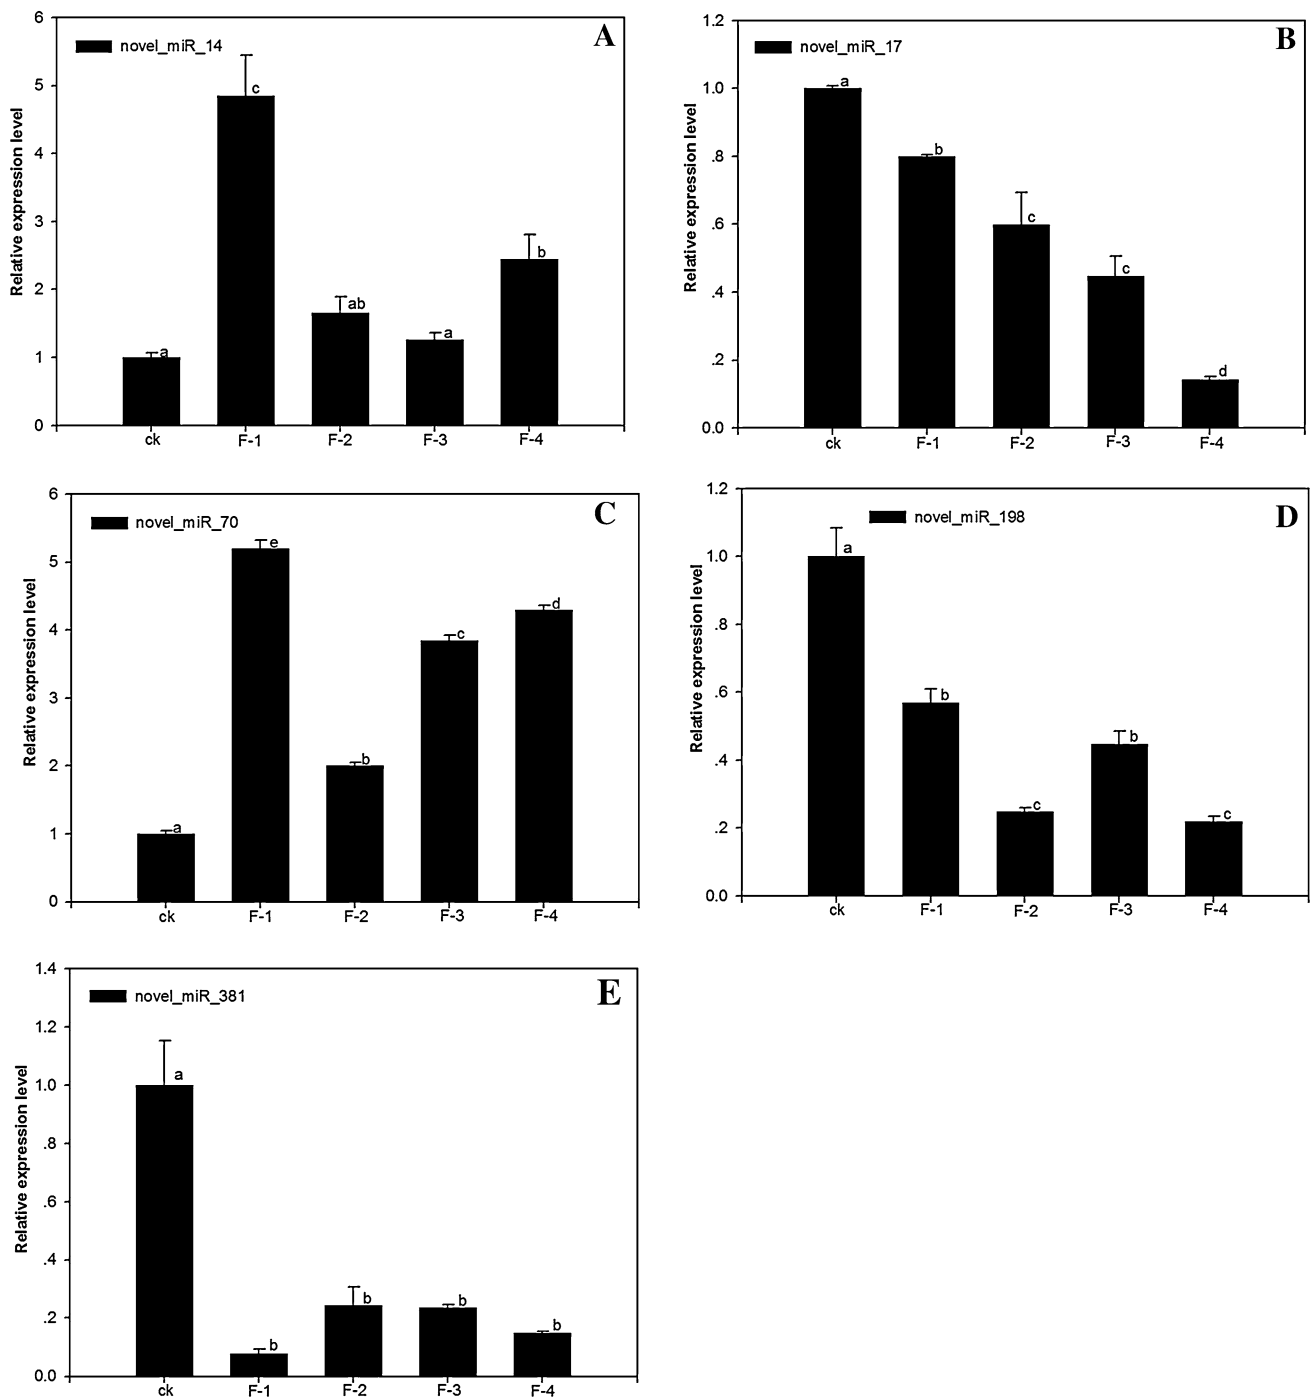 A
novel_miR_14
Relative expression level
6
5
4
3
2
1
0
a
c
ab
a
b
ck
F-1
F-2
F-3
F-4
B
novel_miR_17
Relative expression level
1.2
1.0
.8
.6
.4
.2
0.0
a
b
c
c
d
ck
F-1
F-2
F-3
F-4
C
novel_miR_70
Relative expression level
6
5
4
3
2
1
0
a
e
b
c
d
ck
F-1
F-2
F-3
F-4
D
novel_miR_198
Relative expression level
1.2
1.0
.8
.6
.4
.2
0.0
a
b
c
b
c
ck
F-1
F-2
F-3
F-4
E
novel_miR_381
Relative expression level
1.4
1.2
1.0
.8
.6
.4
.2
0.0
a
b
b
b
b
ck
F-1
F-2
F-3
F-4